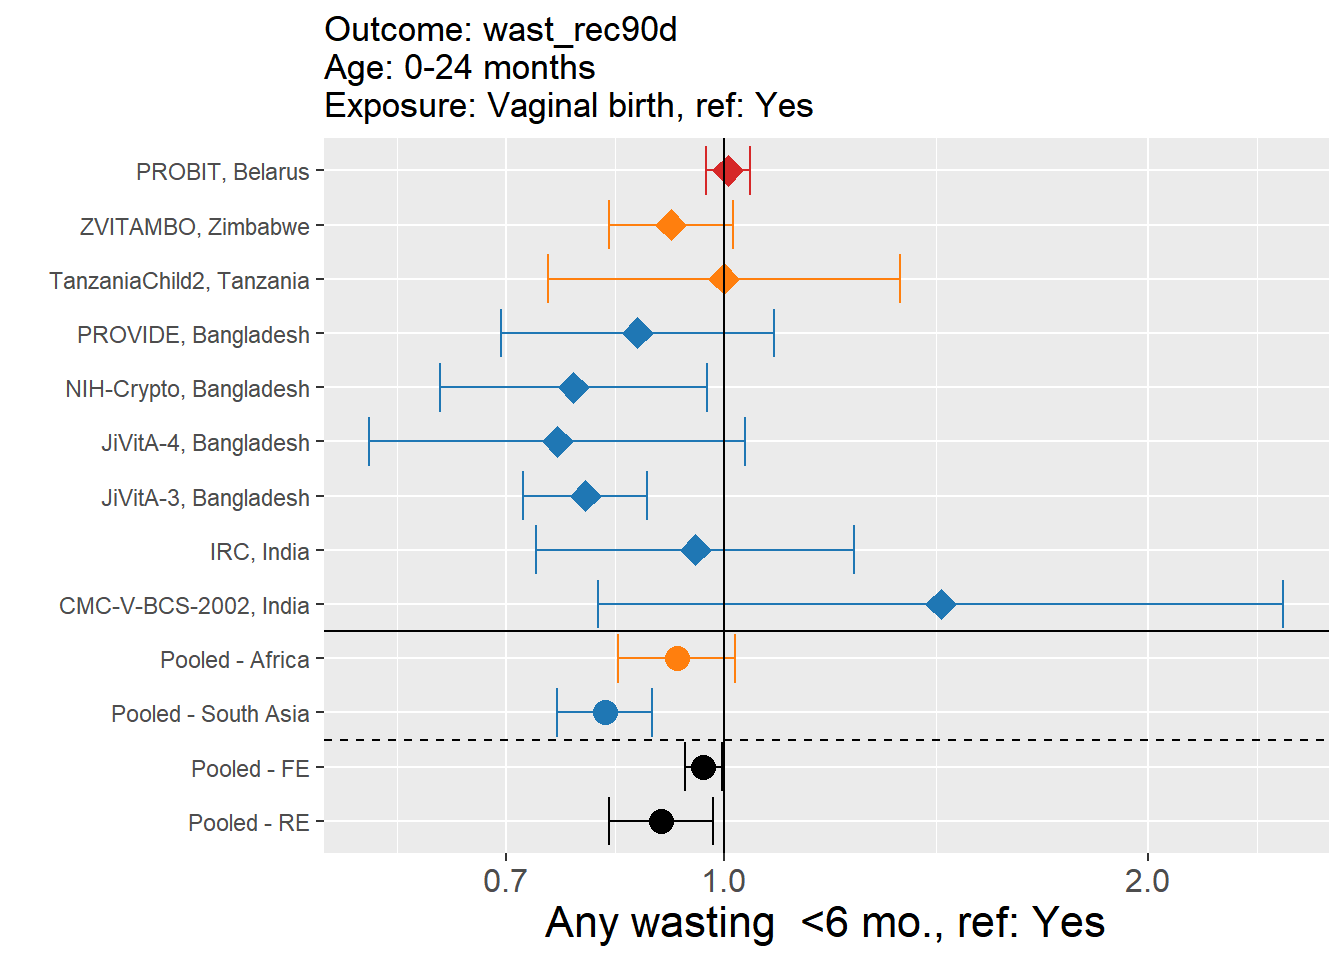 Outcome: wast_rec90d
Age: 0-24 months
Exposure: Vaginal birth, ref: Yes
PROBIT, Belarus
ZVITAMBO, Zimbabwe
TanzaniaChild2, Tanzania
PROVIDE, Bangladesh
NIH-Crypto, Bangladesh
JiVitA-4, Bangladesh
JiVitA-3, Bangladesh
IRC, India
CMC-V-BCS-2002, India
Pooled - Africa
Pooled - South Asia
Pooled - FE
Pooled - RE
0.7 1.0 2.0
Any wasting  <6 mo., ref: Yes